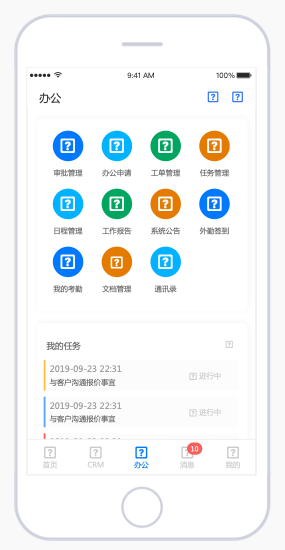 9:41 AM 100%
办公
审批管理 办公申请 工单管理 任务管理
日程管理 工作报告 系统公告 外勤签到
我的考勤 文档管理 通讯录
我的任务
2019-09-23 22:31
与客户沟通报价事宜
进行中
2019-09-23 22:31
与客户沟通报价事宜
进行中
2019-09-23 22:31
10
首页 CRM 办公 消息 我的